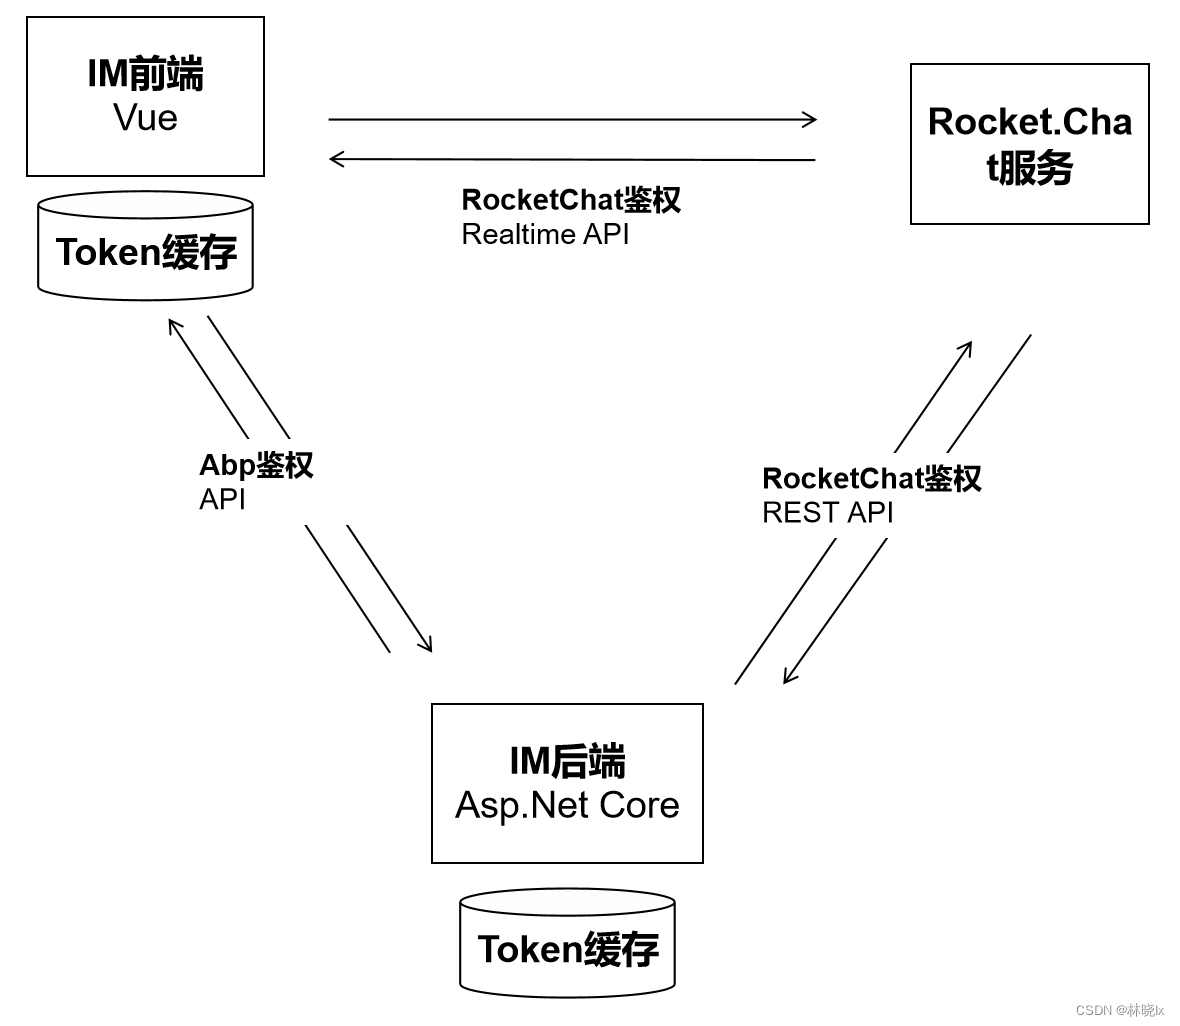 IM前端
Vue
Token缓存
Rocket.Cha
t服务
RocketChat鉴权
Realtime API
Abp鉴权
API
RocketChat鉴权
REST API
IM后端
Asp.Net Core
Token缓存
CSDN @林晓lx